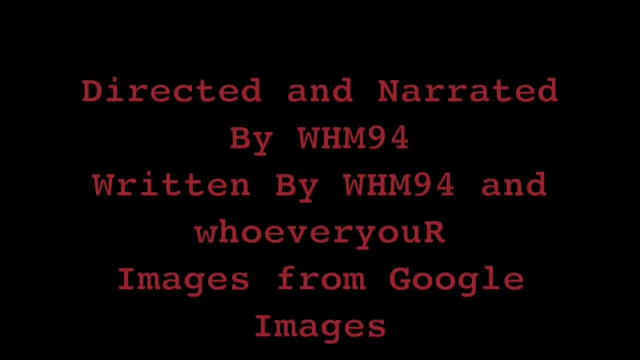 Directed and Narrated
By WHM94
Written By WHM94 and
whoeveryouR
Images from Google
Images